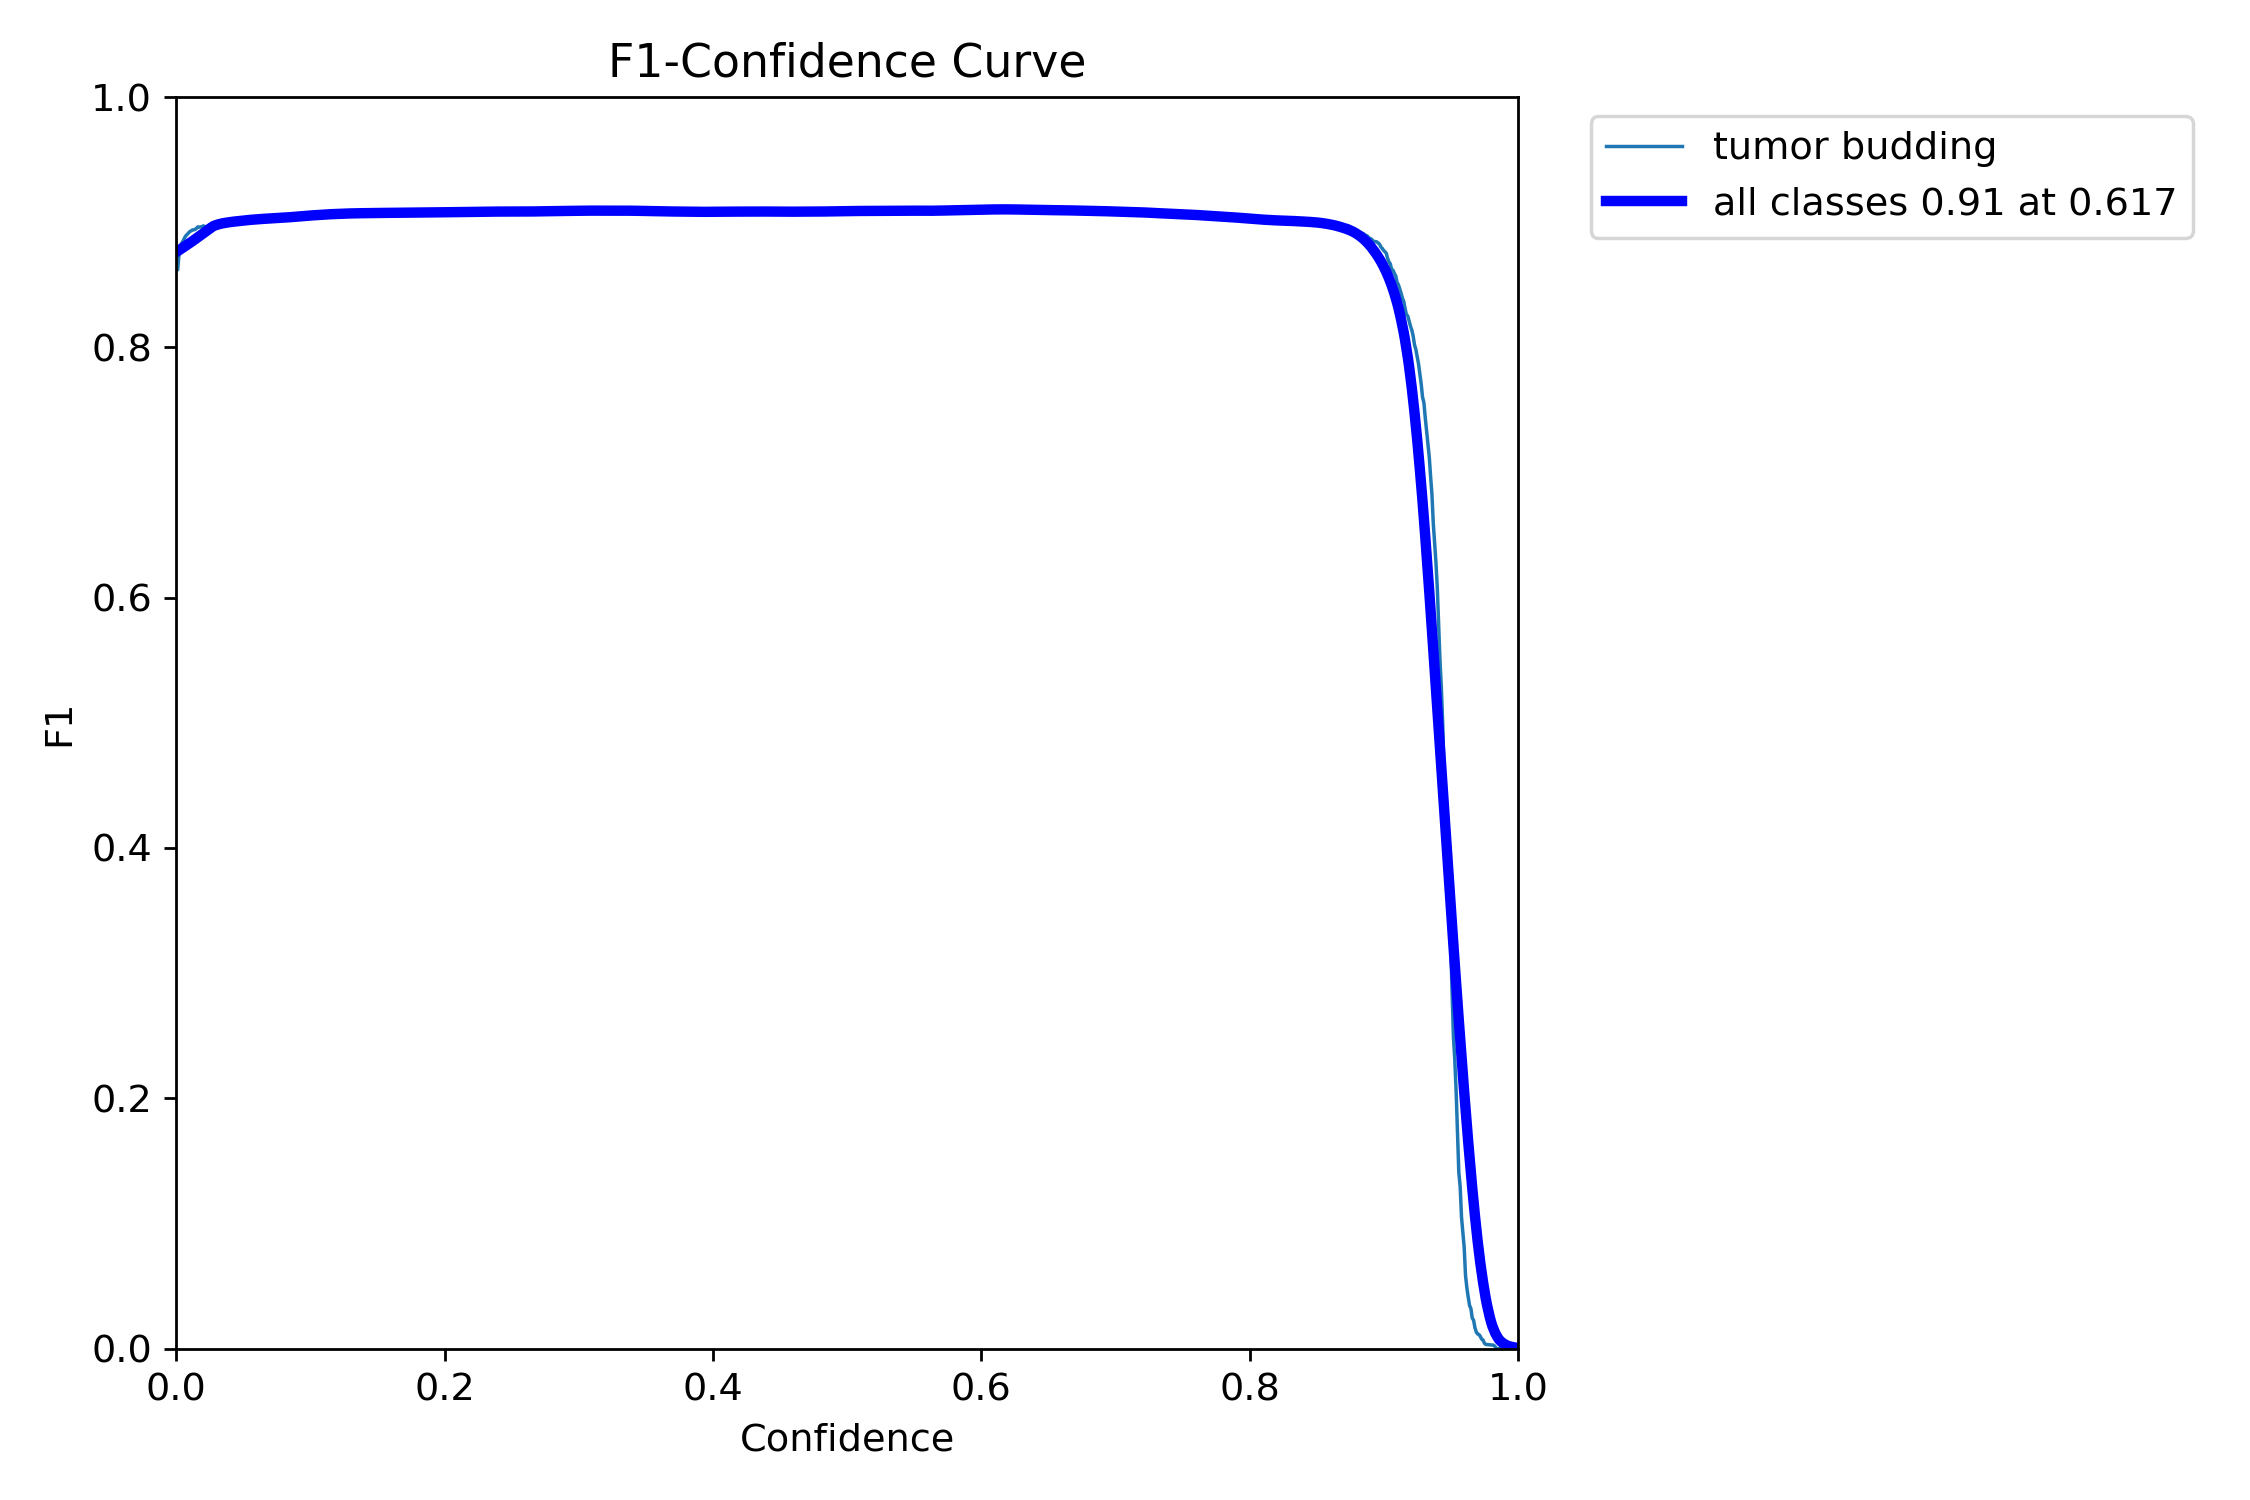 F1-Confidence Curve
tumor budding
all classes 0.91 at 0.617
1.0
0.8
0.6
0.4
0.2
0.0
F1
0.0 0.2 0.4 0.6 0.8 1.0
Confidence